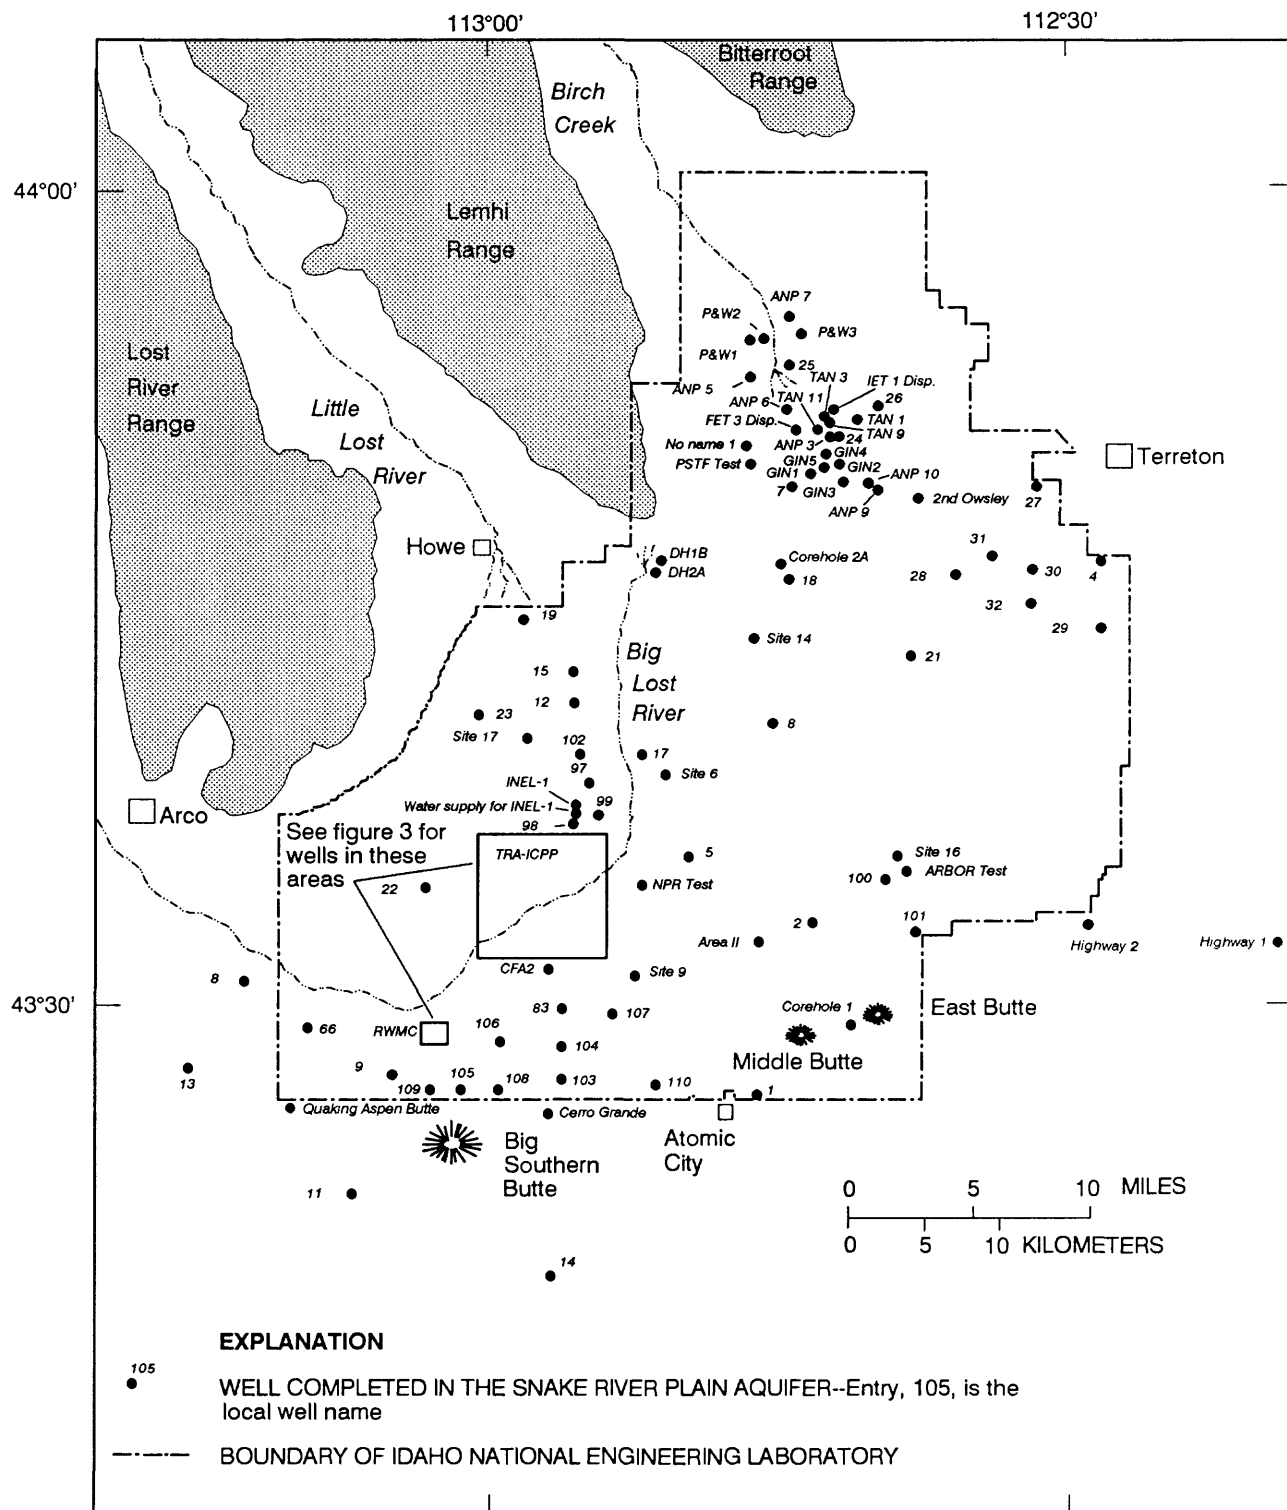 113°00'
112°30'
Bitterroot
Range
Birch
Creek
44°00'
Lemhi
Range
ANP 7
P&W2
P&W3
P&W1
Lost
River
Range
25
TAN 3
IET 1 Disp.
ANP 5
TAN 11
26
Little
Lost
River
ANP 6
FET 3 Disp.
TAN 1
TAN 9
No name 1
ANP 3
24
GIN4
Terreton
PSTF Test
GIN5
GIN2
GIN1
ANP 10
7
GIN3
ANP 9
2nd Owsley
27
Howe
DH1B
DH2A
Corehole 2A
18
31
28
30
4
32
29
19
Site 14
21
Big
Lost
River
15
12
23
8
Site 17
102
17
97
Site 6
INEL-1
Water supply for INEL-1
99
98
Arco
See figure 3 for
wells in these
areas
TRA-ICPP
5
Site 16
ARBOR Test
22
NPR Test
100
2
101
Area II
Highway 2
Highway 1
CFA2
Site 9
8
43°30'
83
107
Corehole 1
East Butte
66
RWMC
106
104
Middle Butte
13
9
109
105
108
103
110
1
Quaking Aspen Butte
Cerro Grande
Atomic
City
Big
Southern
Butte
11
0 5 10 MILES
0 5 10 KILOMETERS
14
EXPLANATION
105
WELL COMPLETED IN THE SNAKE RIVER PLAIN AQUIFER--Entry, 105, is the
local well name
BOUNDARY OF IDAHO NATIONAL ENGINEERING LABORATORY